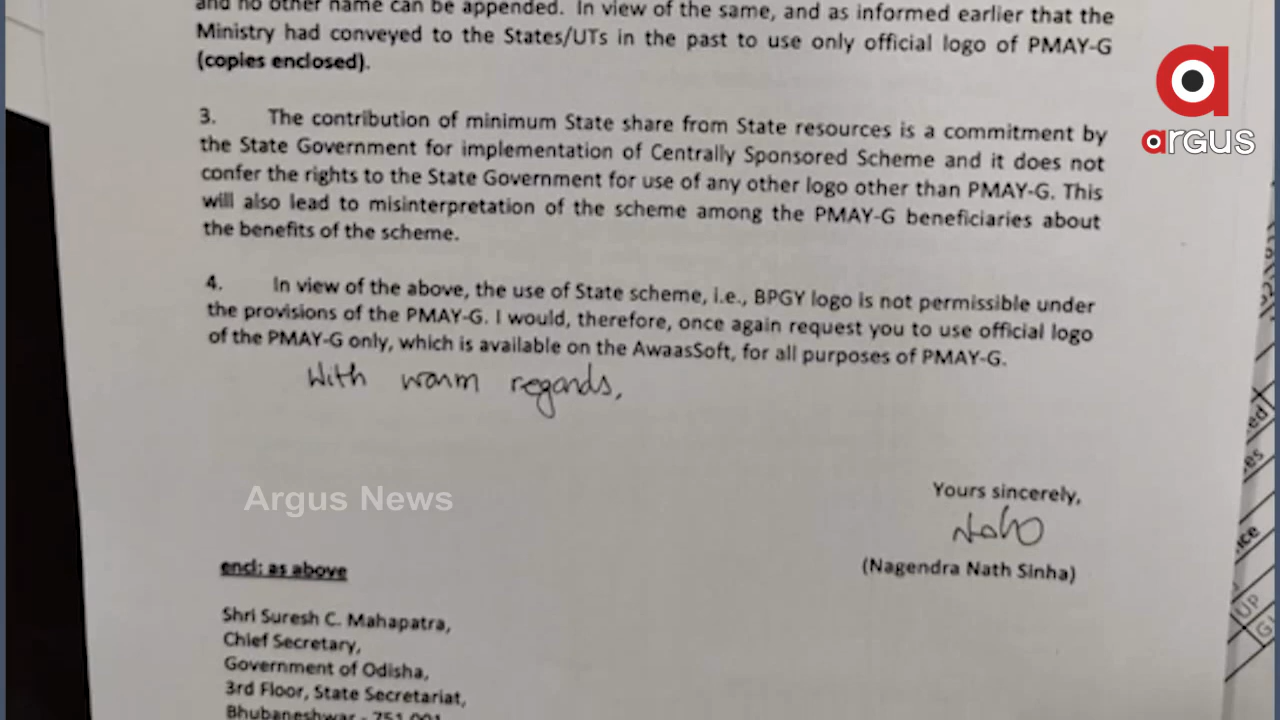 and no other name can be appended. In view of the same, and as informed earlier that the
Ministry had conveyed to the States/UTs in the past to use only official logo of PMAY-G
(copies enclosed).
argus
3. The contribution of minimum State share from State resources is a commitment by
the State Government for implementation of Centrally Sponsored Scheme and it does not
confer the rights to the State Government for use of any other logo other than PMAY-G. This
will also lead to misinterpretation of the scheme among the PMAY-G beneficiaries about
the benefits of the scheme.
4. In view of the above, the use of State scheme, i.e., BPGY logo is not permissible under
the provisions of the PMAY-G. I would, therefore, once again request you to use official logo
of the PMAY-G only, which is available on the AwaasSoft, for all purposes of PMAY-G.
With warm regards,
Argus News
Yours sincerely,
(Nagendra Nath Sinha)
encl: as above
Shri Suresh C. Mahapatra,
Chief Secretary,
Government of Odisha,
3rd Floor, State Secretariat,
Bhubaneshwar - 751 001
UP